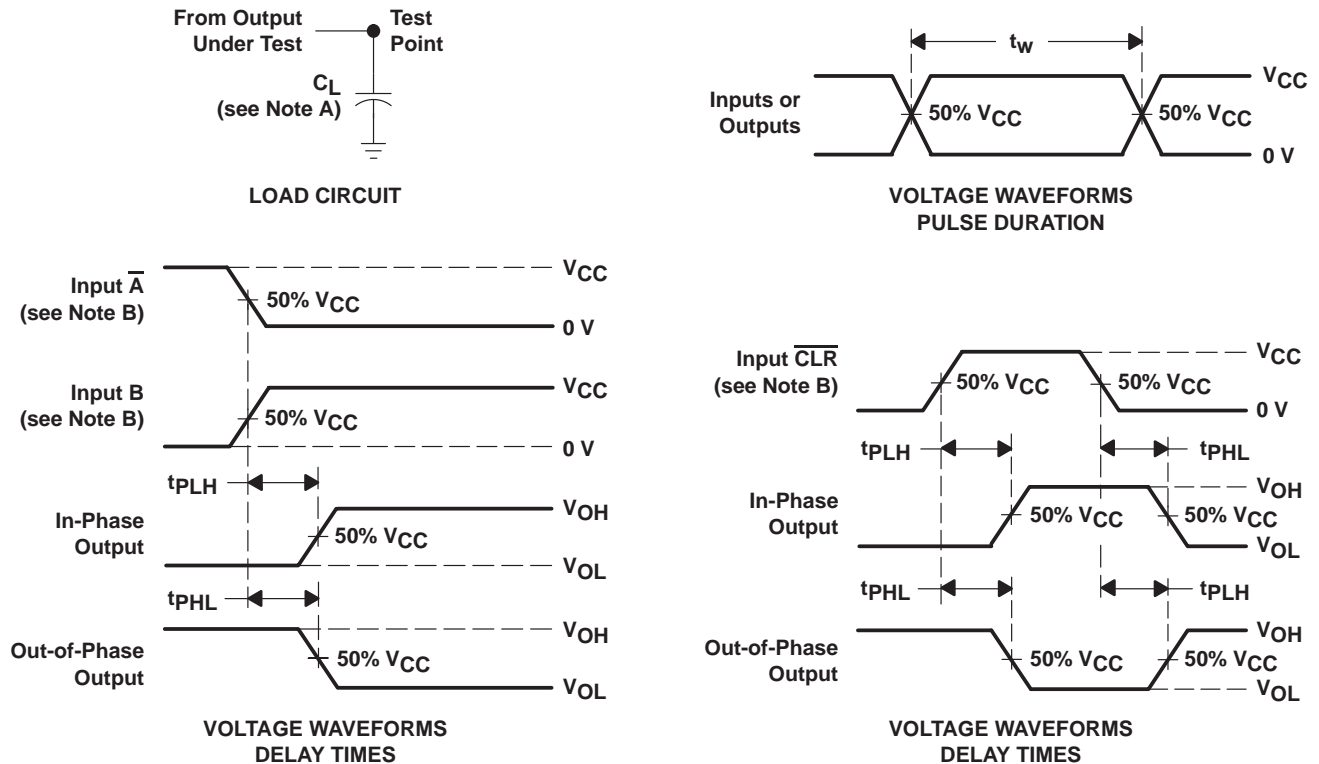 From Output
Under Test
Test
Point
CL
(see Note A)
LOAD CIRCUIT
tw
Inputs or
Outputs
50% VCC
50% VCC
VCC
0 V
VOLTAGE WAVEFORMS
PULSE DURATION
Input A̅
(see Note B)
50% VCC
VCC
0 V
Input B
(see Note B)
50% VCC
VCC
0 V
tPLH
In-Phase
Output
50% VCC
VOH
VOL
tPHL
Out-of-Phase
Output
50% VCC
VOH
VOL
VOLTAGE WAVEFORMS
DELAY TIMES
Input C̅L̅R̅
(see Note B)
50% VCC
50% VCC
VCC
0 V
tPLH
tPHL
In-Phase
Output
50% VCC
50% VCC
VOH
VOL
tPHL
tPLH
Out-of-Phase
Output
50% VCC
50% VCC
VOH
VOL
VOLTAGE WAVEFORMS
DELAY TIMES